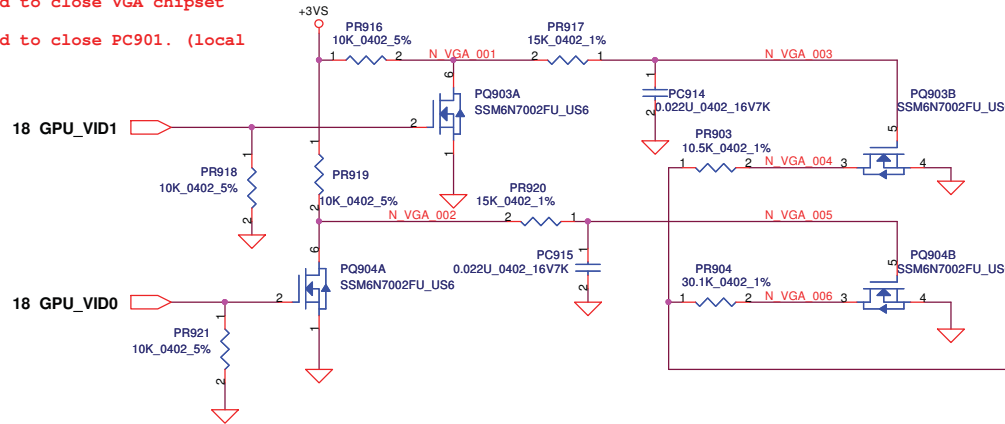 d to close VGA chipset
d to close PC901. (local
+3VS
PR916
10K_0402_5%
1 2
N_VGA_001
PR917
15K_0402_1%
2 1
N_VGA_003
6
PQ903A
SSM6N7002FU_US6
2
1
1
PC914
0.022U_0402_16V7K
2
PQ903B
SSM6N7002FU_US
5
18 GPU_VID1
PR903
10.5K_0402_1%
1 2
N_VGA_004
3 4
1
PR918
10K_0402_5%
2
1
PR919
10K_0402_5%
2
N_VGA_002
PR920
15K_0402_1%
2 1
N_VGA_005
6
PQ904A
SSM6N7002FU_US6
2
1
1
PC915
0.022U_0402_16V7K
2
PQ904B
SSM6N7002FU_US
5
18 GPU_VID0
PR904
30.1K_0402_1%
1 2
N_VGA_006
3 4
1
PR921
10K_0402_5%
2